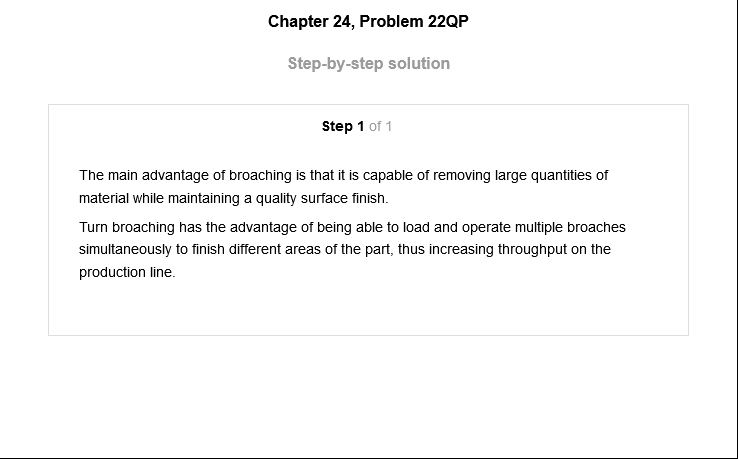 Chapter 24, Problem 22QP
Step-by-step solution
Step 1 of 1
The main advantage of broaching is that it is capable of removing large quantities of
material while maintaining a quality surface finish.
Turn broaching has the advantage of being able to load and operate multiple broaches
simultaneously to finish different areas of the part, thus increasing throughput on the
production line.